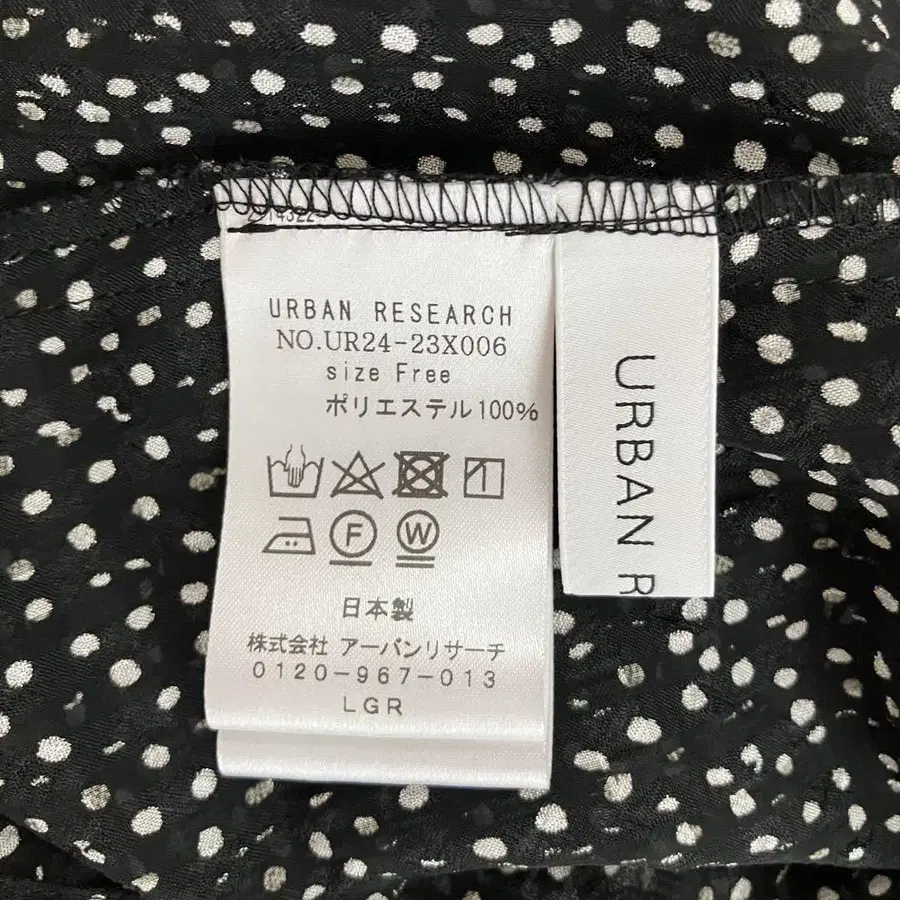 URBAN RESEARCH
NO.UR24-23X006
size Free
ポリエステル100%
F
W
日本製
株式会社 アーバンリサーチ
0120-967-013
LGR
URBAN R